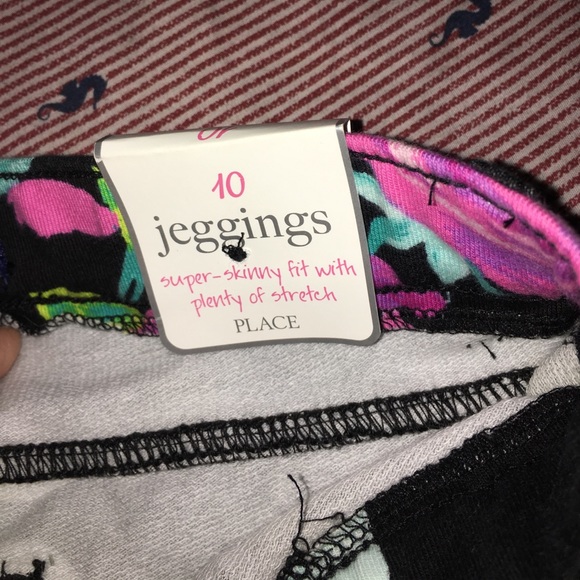 10
jeggings
super-skinny fit with
plenty of stretch
PLACE